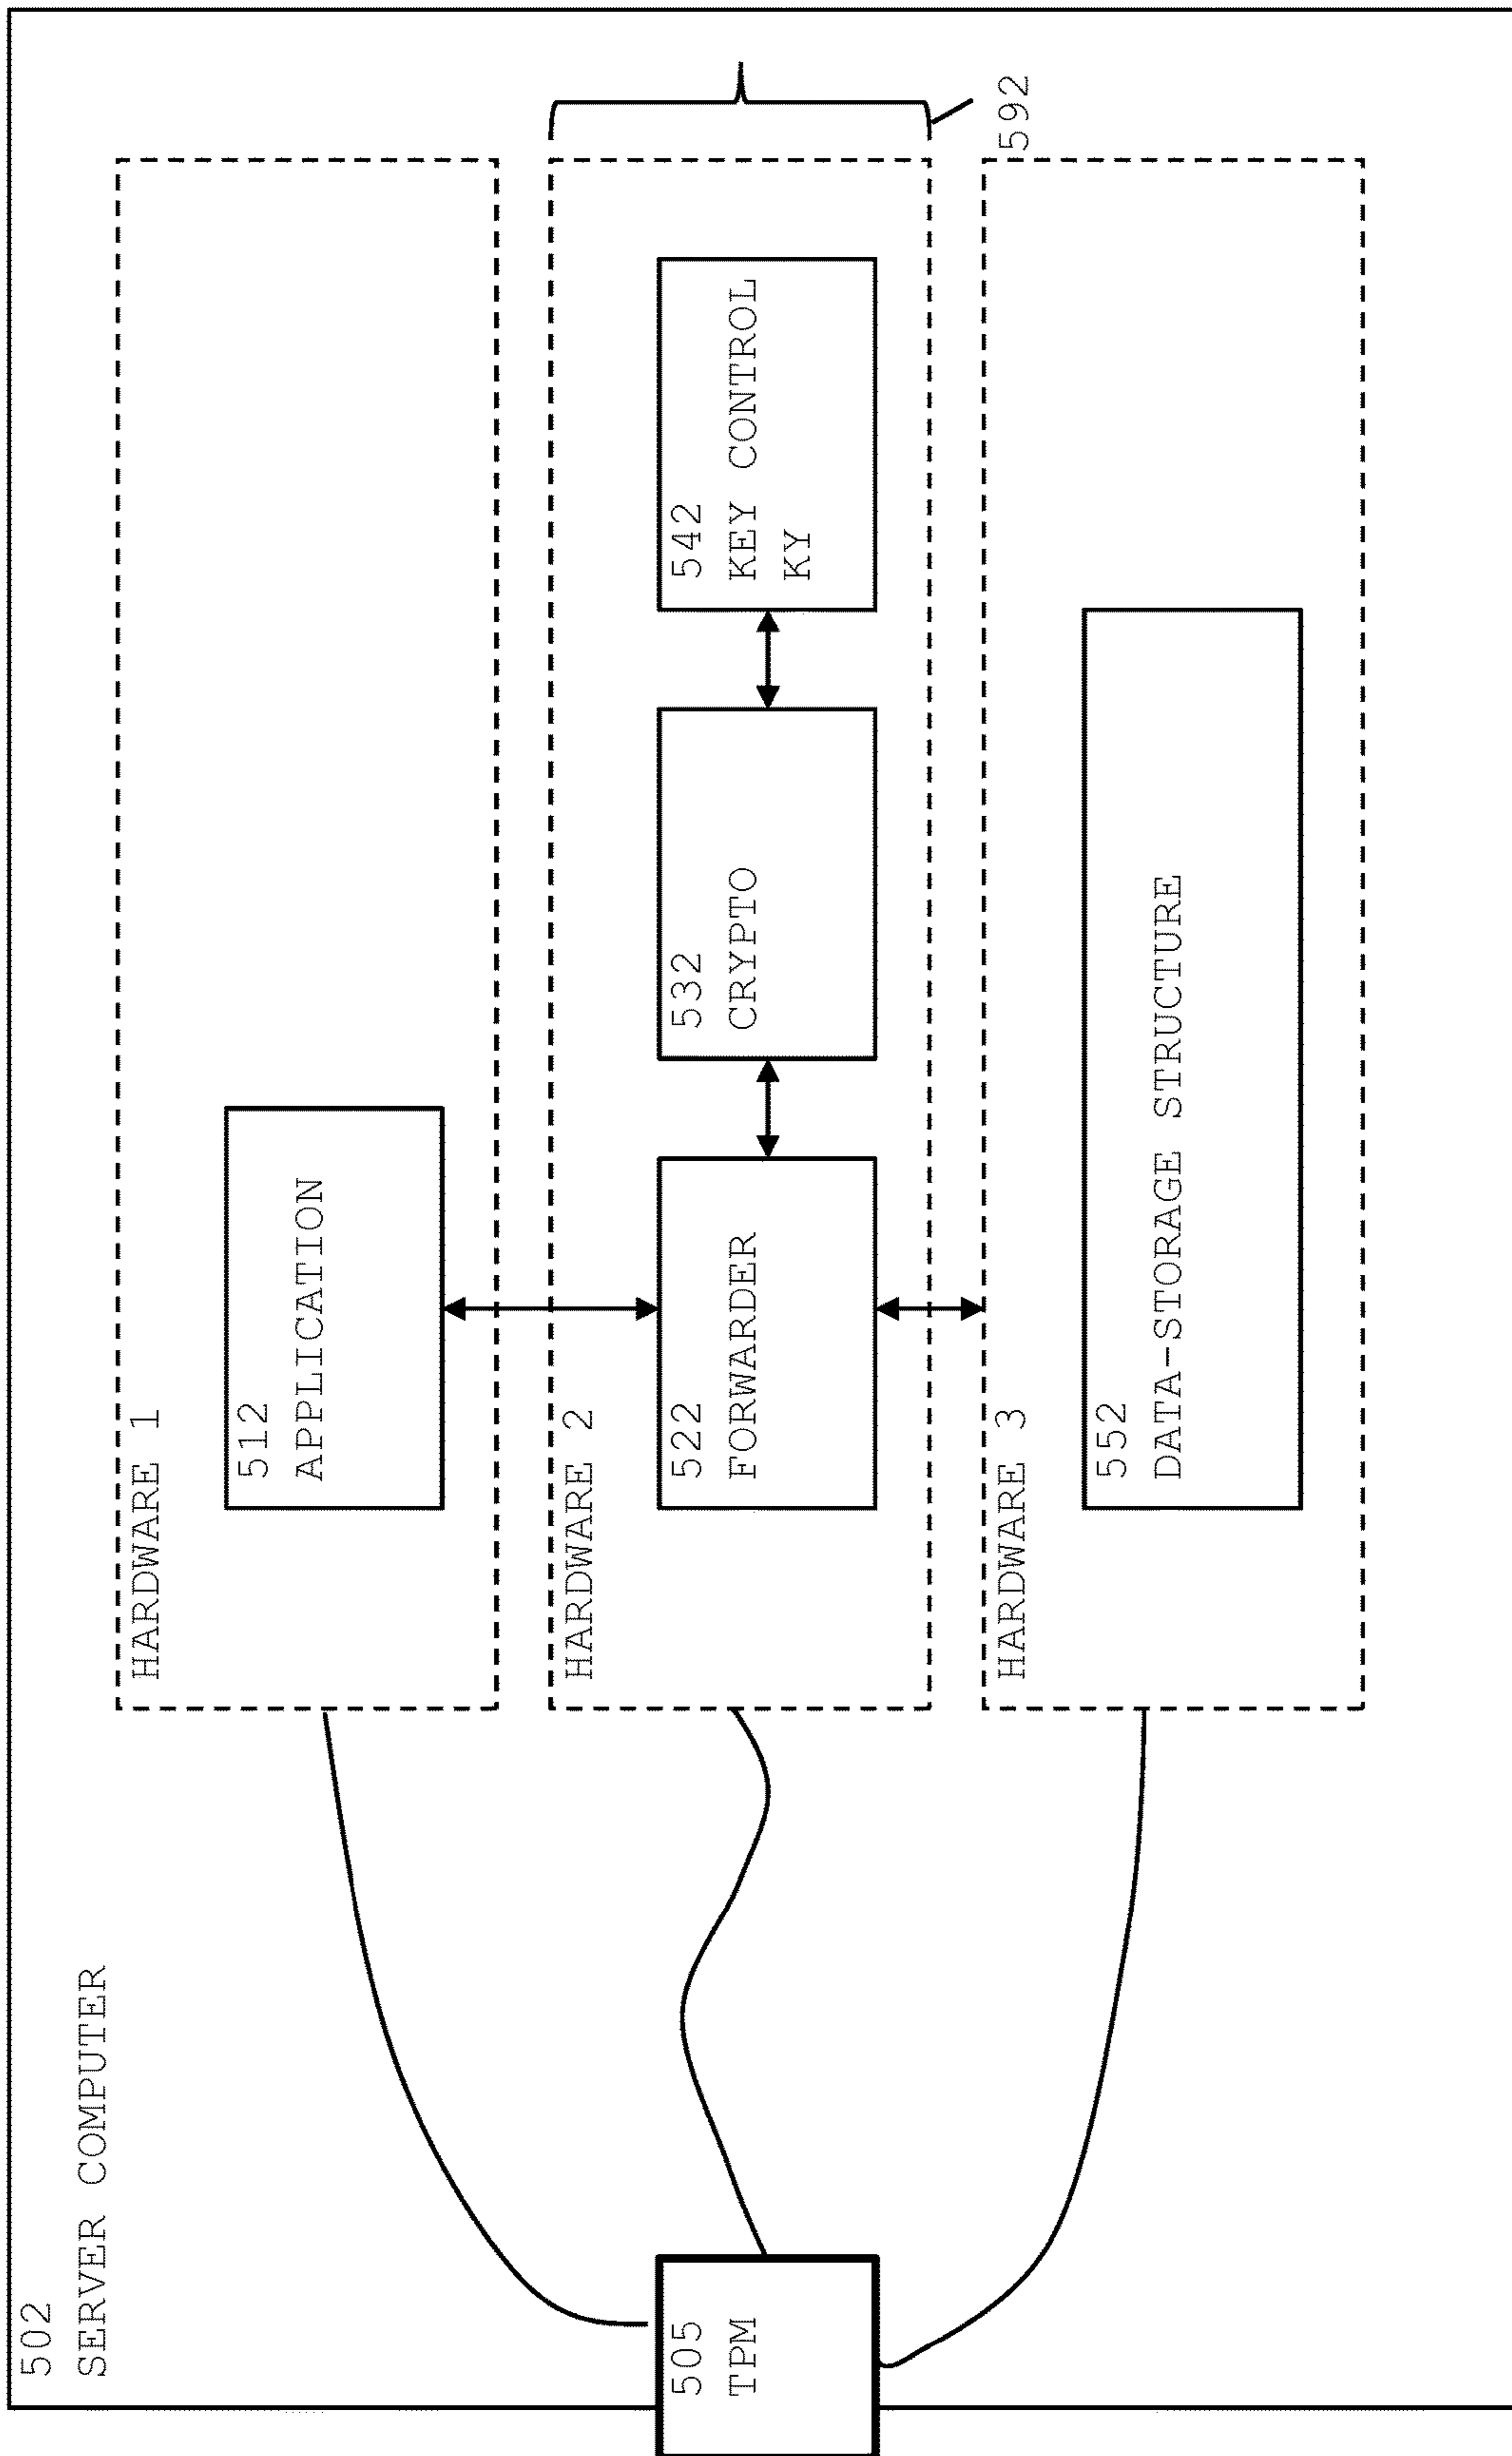 502
SERVER COMPUTER
505
TPM
HARDWARE 1
512
APPLICATION
HARDWARE 2
522
FORWARDER
532
CRYPTO
542
KEY CONTROL
KY
592
HARDWARE 3
552
DATA-STORAGE STRUCTURE